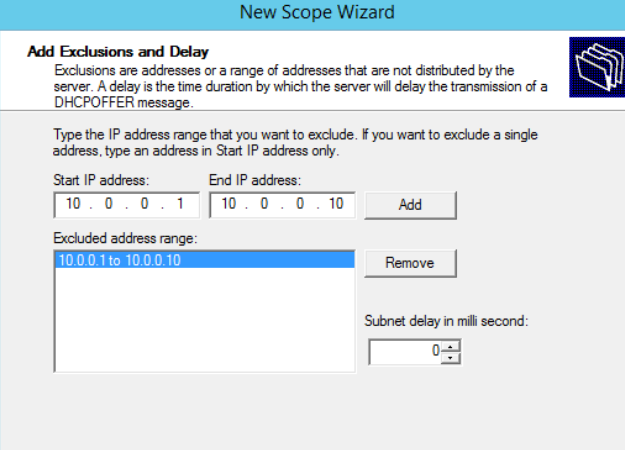 New Scope Wizard
Add Exclusions and Delay
Exclusions are addresses or a range of addresses that are not distributed by the
server. A delay is the time duration by which the server will delay the transmission of a
DHCPOFFER message.
Type the IP address range that you want to exclude. If you want to exclude a single
address, type an address in Start IP address only.
Start IP address: End IP address:
10 . 0 . 0 . 1 10 . 0 . 0 . 10 Add
Excluded address range:
10.0.0.1 to 10.0.0.10 Remove
Subnet delay in milli second:
0